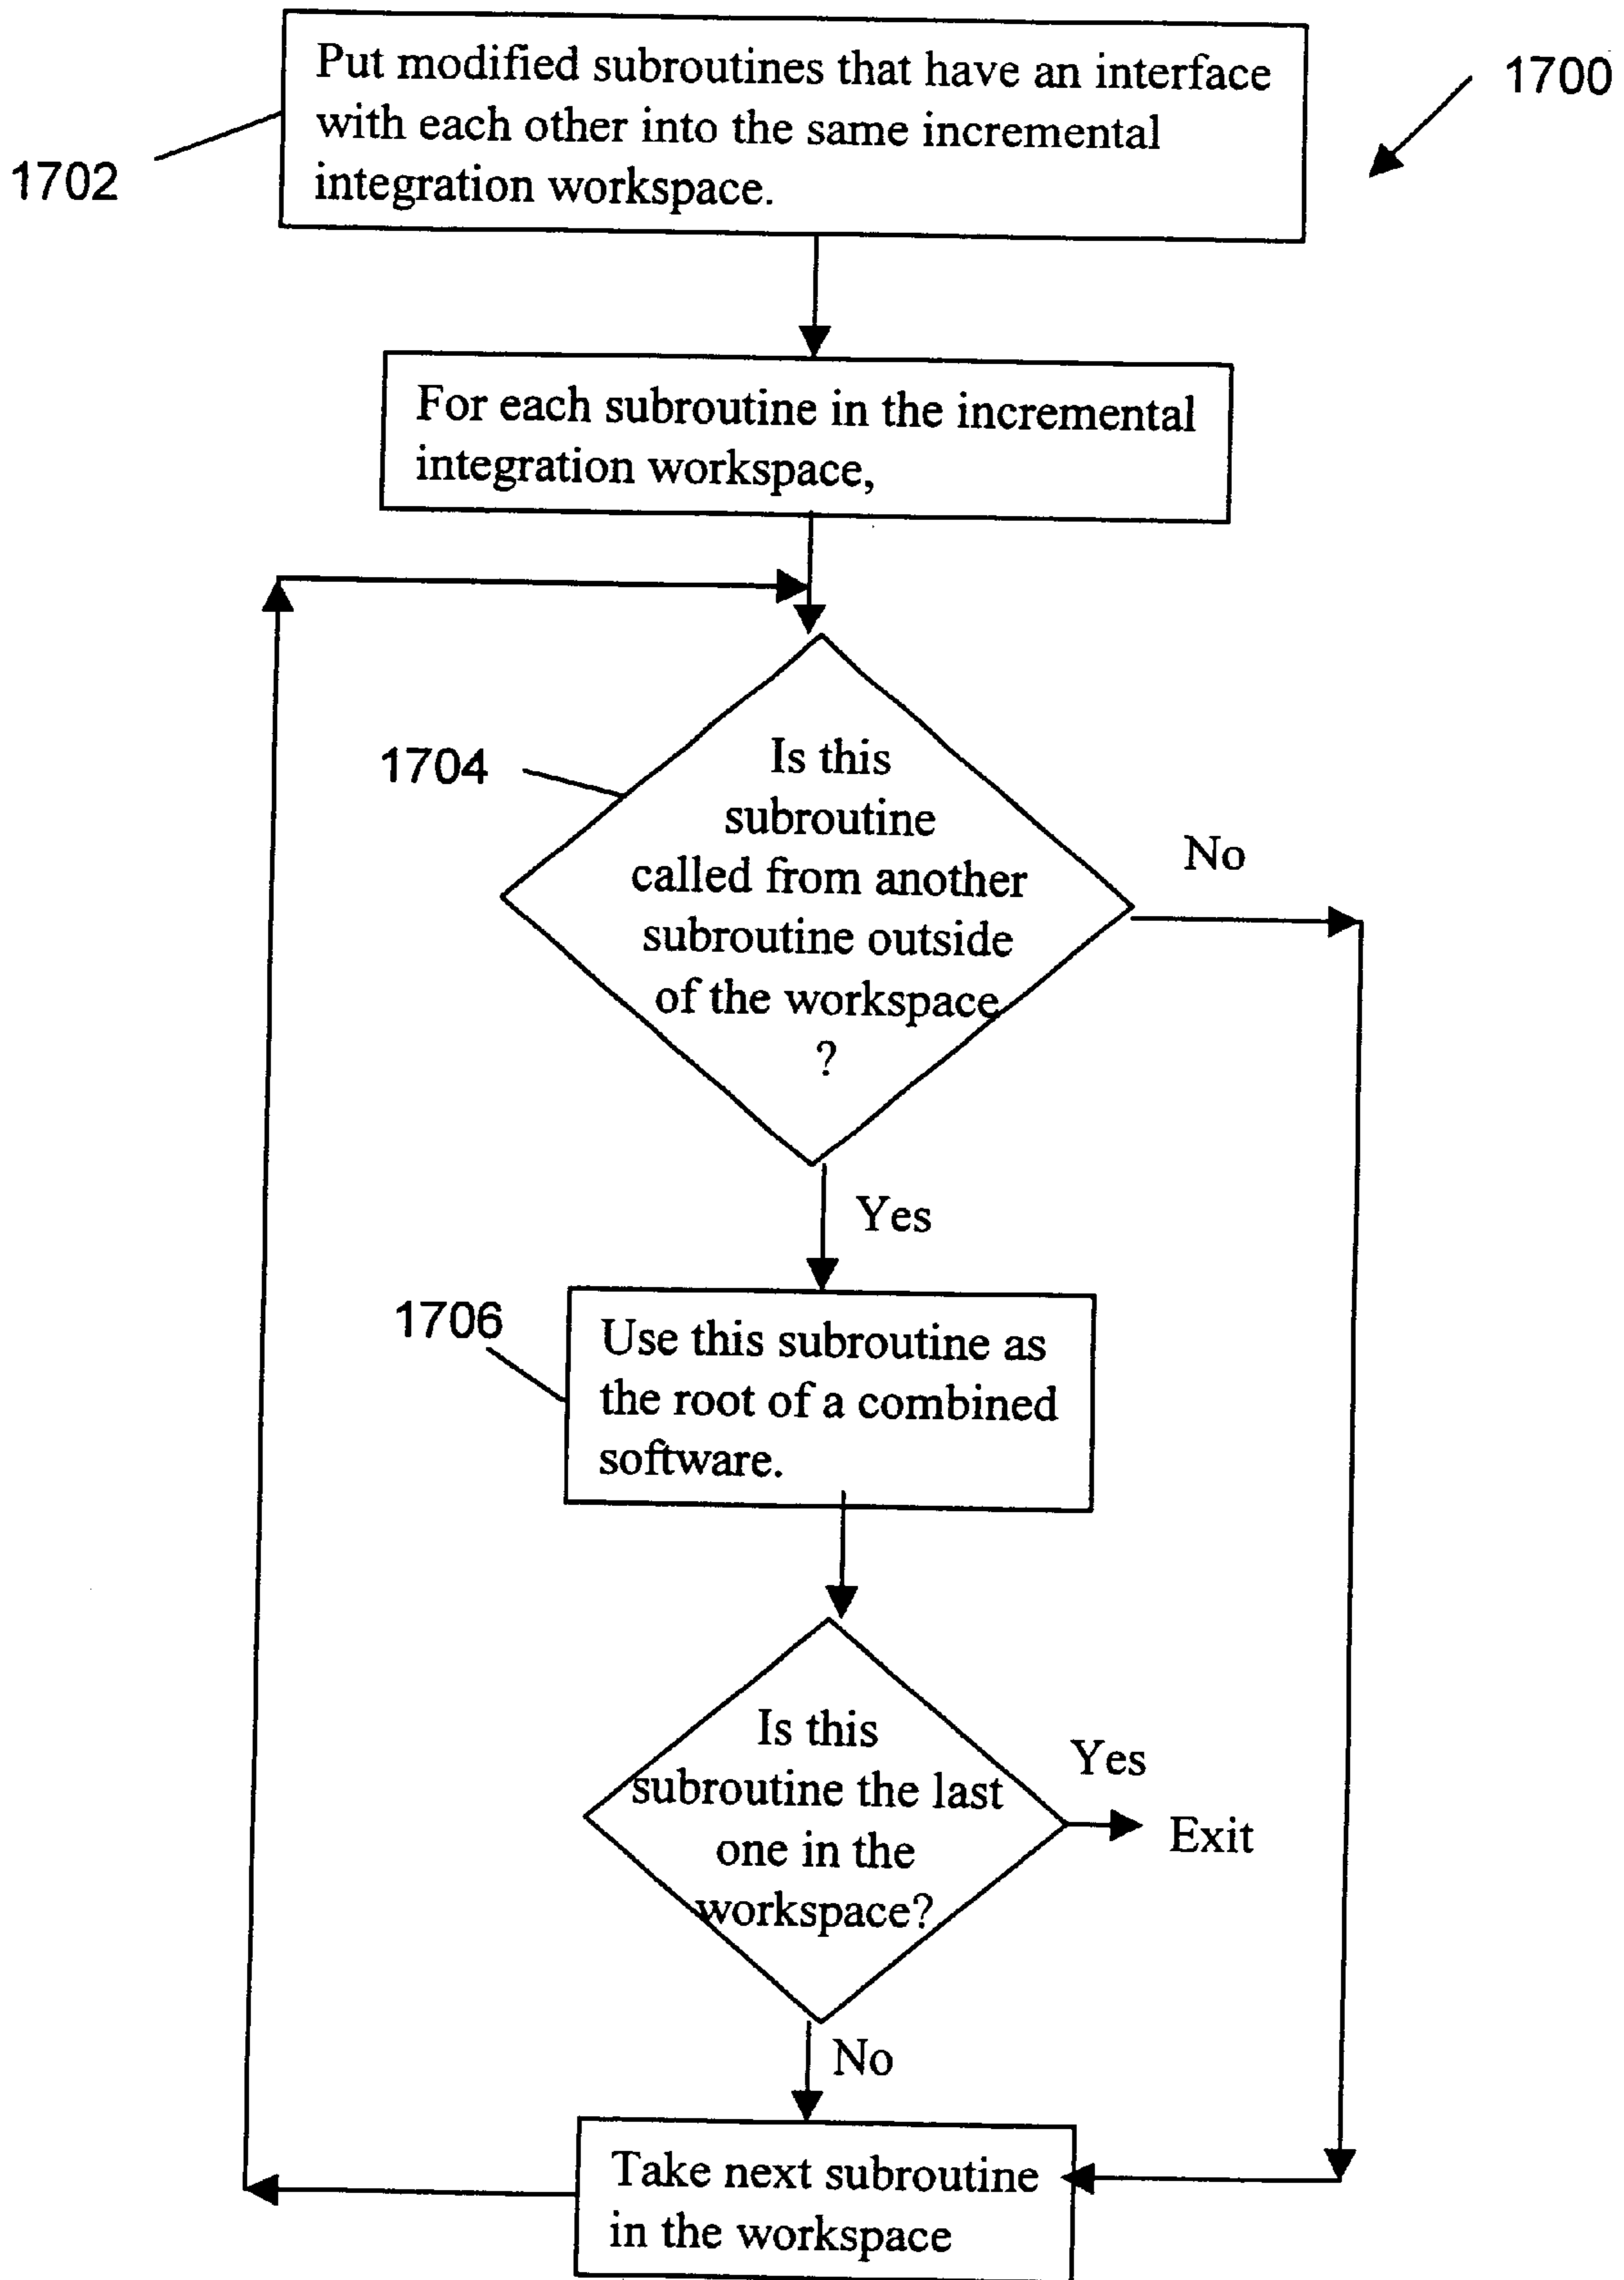 Put modified subroutines that have an interface
with each other into the same incremental
integration workspace.
1700
1702
For each subroutine in the incremental
integration workspace,
1704
Is this
subroutine
called from another
subroutine outside
of the workspace
?
No
Yes
1706
Use this subroutine as
the root of a combined
software.
Is this
subroutine the last
one in the
workspace?
Yes
Exit
No
Take next subroutine
in the workspace